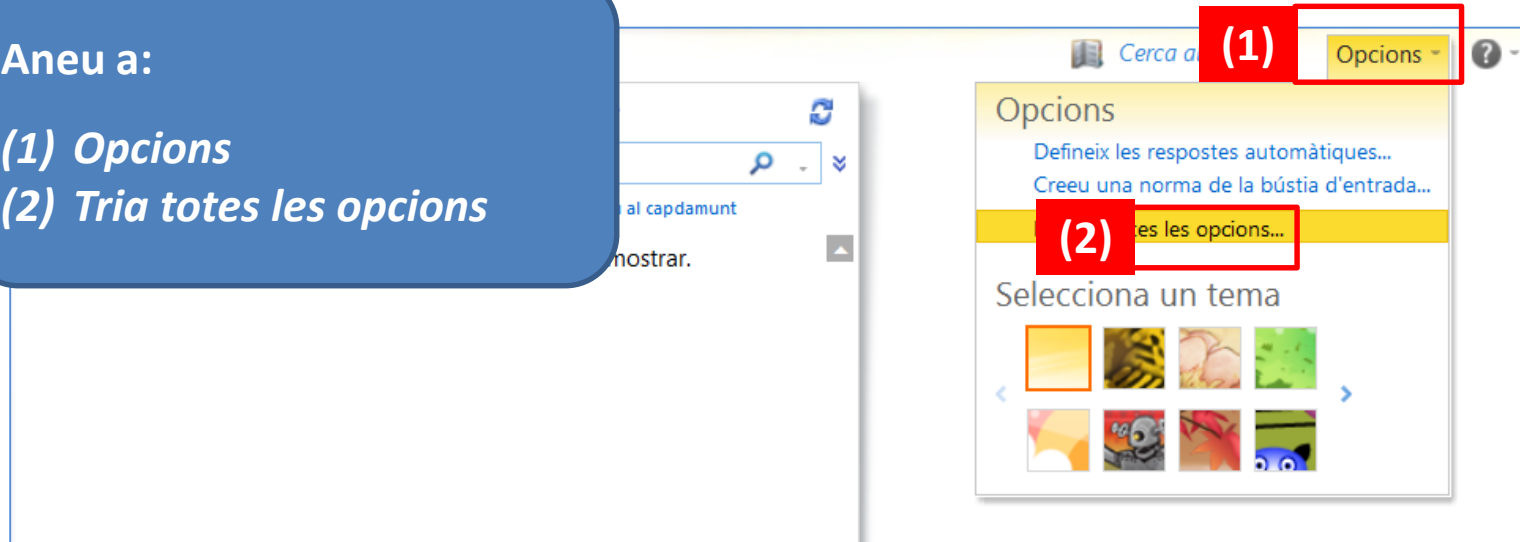 Aneu a:
(1) Opcions
(2) Tria totes les opcions
al capdamunt
mostrar.
Cerca
(1)
Opcions
?
Opcions
Defineix les respostes automàtiques...
Creeu una norma de la bústia d'entrada...
(2)
les opcions...
Selecciona un tema